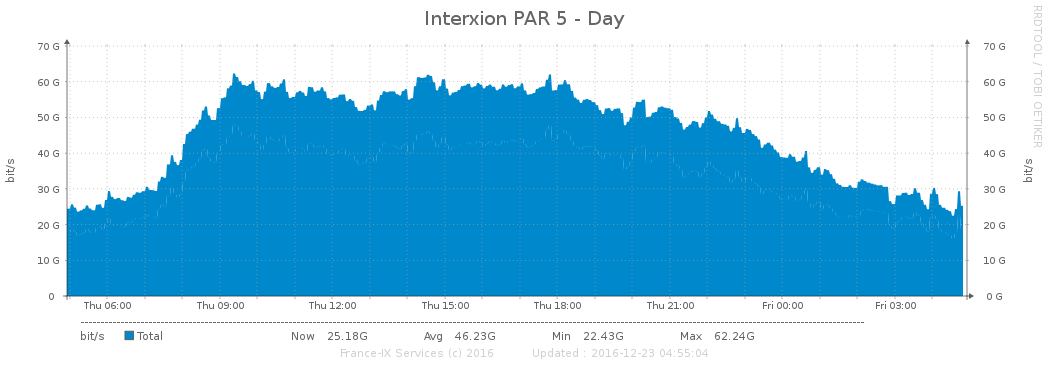 Interxion PAR 5 - Day
RRDTOOL / TOBI OETIKER
bit/s
70 G 70 G
60 G 60 G
50 G 50 G
40 G 40 G
30 G 30 G
20 G 20 G
10 G 10 G
0 0 G
bit/s
Thu 06:00 Thu 09:00 Thu 12:00 Thu 15:00 Thu 18:00 Thu 21:00 Fri 00:00 Fri 03:00
bit/s Total Now 25.18G Avg 46.23G Min 22.43G Max 62.24G
France-IX Services (c) 2016 Updated : 2016-12-23 04:55:04